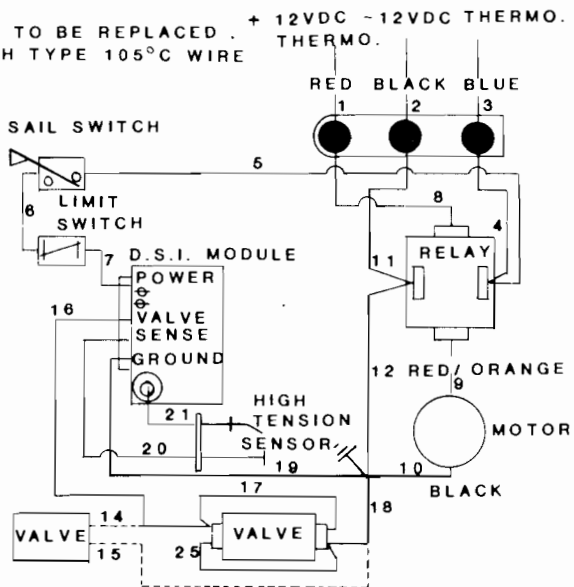 + 12VDC - 12VDC THERMO.
TO BE REPLACED . THERMO.
H TYPE 105°C WIRE
RED BLACK BLUE
1 2 3
SAIL SWITCH
5
6
LIMIT
SWITCH
8
4
7
D.S.I. MODULE
11
RELAY
POWER
16
VALVE
SENSE
GROUND
12 RED/ORANGE
9
21
HIGH
TENSION
SENSOR
MOTOR
20
19
10
BLACK
17
18
14
VALVE
15
VALVE
25